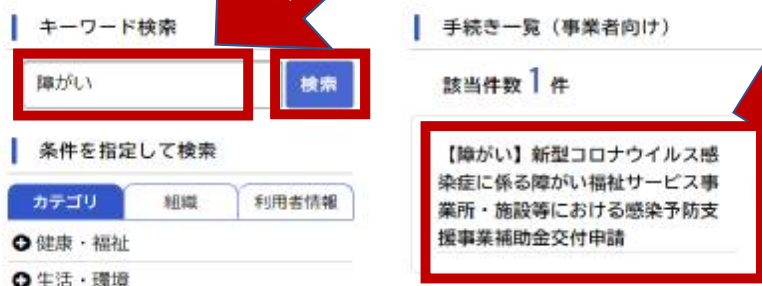 キーワード検索
障がい
検索
条件を指定して検索
カテゴリ
組織
利用者情報
健康・福祉
生活・環境
手続き一覧（事業者向け）
該当件数 1 件
【障がい】新型コロナウイルス感
染症に係る障がい福祉サービス事
業所・施設等における感染予防支
援事業補助金交付申請